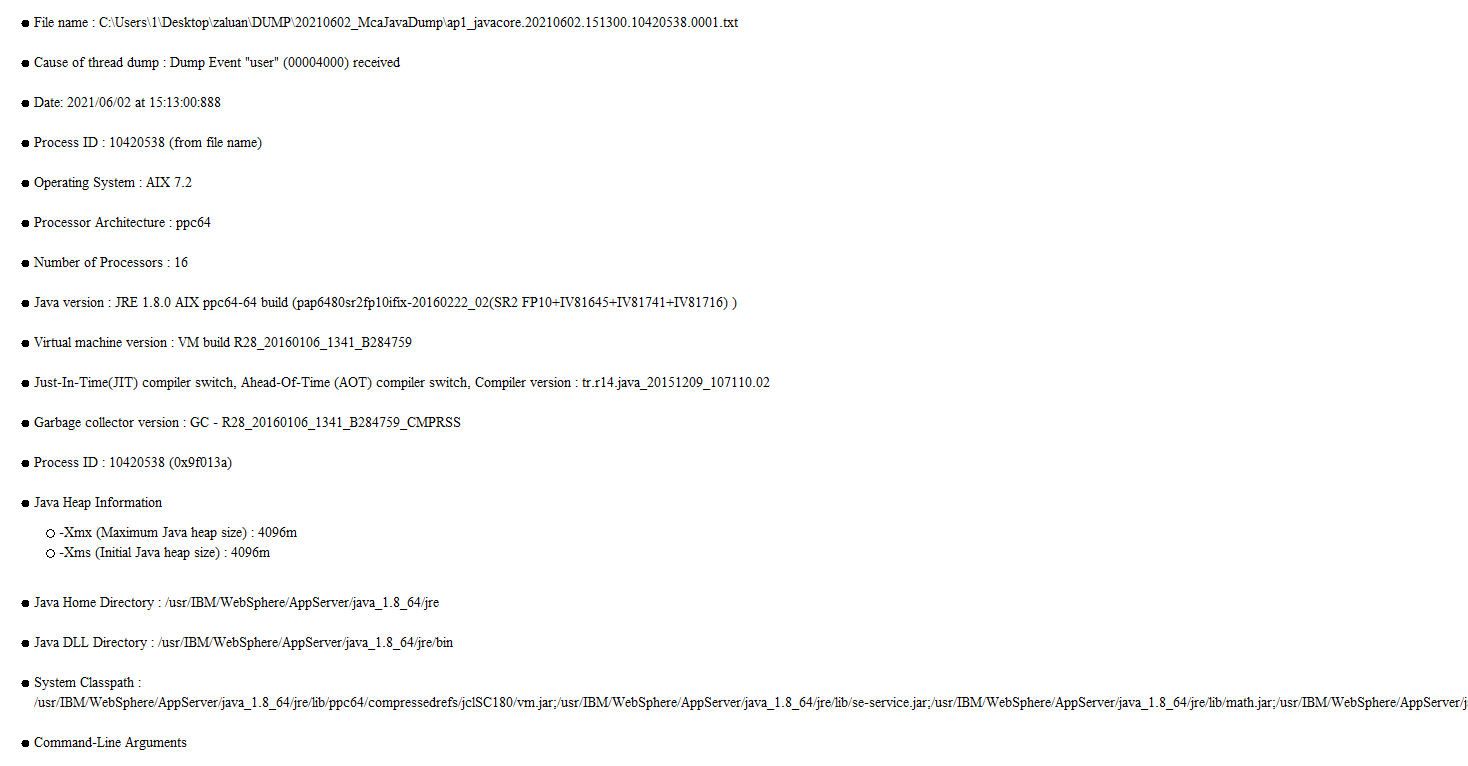 File name : C:\Users\1\Desktop\zaluan\DUMP\20210602_McaJavaDump\ap1_javacore.20210602.151300.10420538.0001.txt
Cause of thread dump : Dump Event "user" (00004000) received
Date: 2021/06/02 at 15:13:00:888
Process ID : 10420538 (from file name)
Operating System : AIX 7.2
Processor Architecture : ppc64
Number of Processors : 16
Java version : JRE 1.8.0 AIX ppc64-64 build (pap6480sr2fp10ifix-20160222_02(SR2 FP10+IV81645+IV81741+IV81716) )
Virtual machine version : VM build R28_20160106_1341_B284759
Just-In-Time(JIT) compiler switch, Ahead-Of-Time (AOT) compiler switch, Compiler version : tr.r14.java_20151209_107110.02
Garbage collector version : GC - R28_20160106_1341_B284759_CMPRSS
Process ID : 10420538 (0x9f013a)
Java Heap Information
-Xmx (Maximum Java heap size) : 4096m
-Xms (Initial Java heap size) : 4096m
Java Home Directory : /usr/IBM/WebSphere/AppServer/java_1.8_64/jre
Java DLL Directory : /usr/IBM/WebSphere/AppServer/java_1.8_64/jre/bin
System Classpath :
/usr/IBM/WebSphere/AppServer/java_1.8_64/jre/lib/ppc64/compressedrefs/jclSC180/vm.jar;/usr/IBM/WebSphere/AppServer/java_1.8_64/jre/lib/se-service.jar;/usr/IBM/WebSphere/AppServer/java_1.8_64/jre/lib/math.jar;/usr/IBM/WebSphere/AppServer/j
Command-Line Arguments